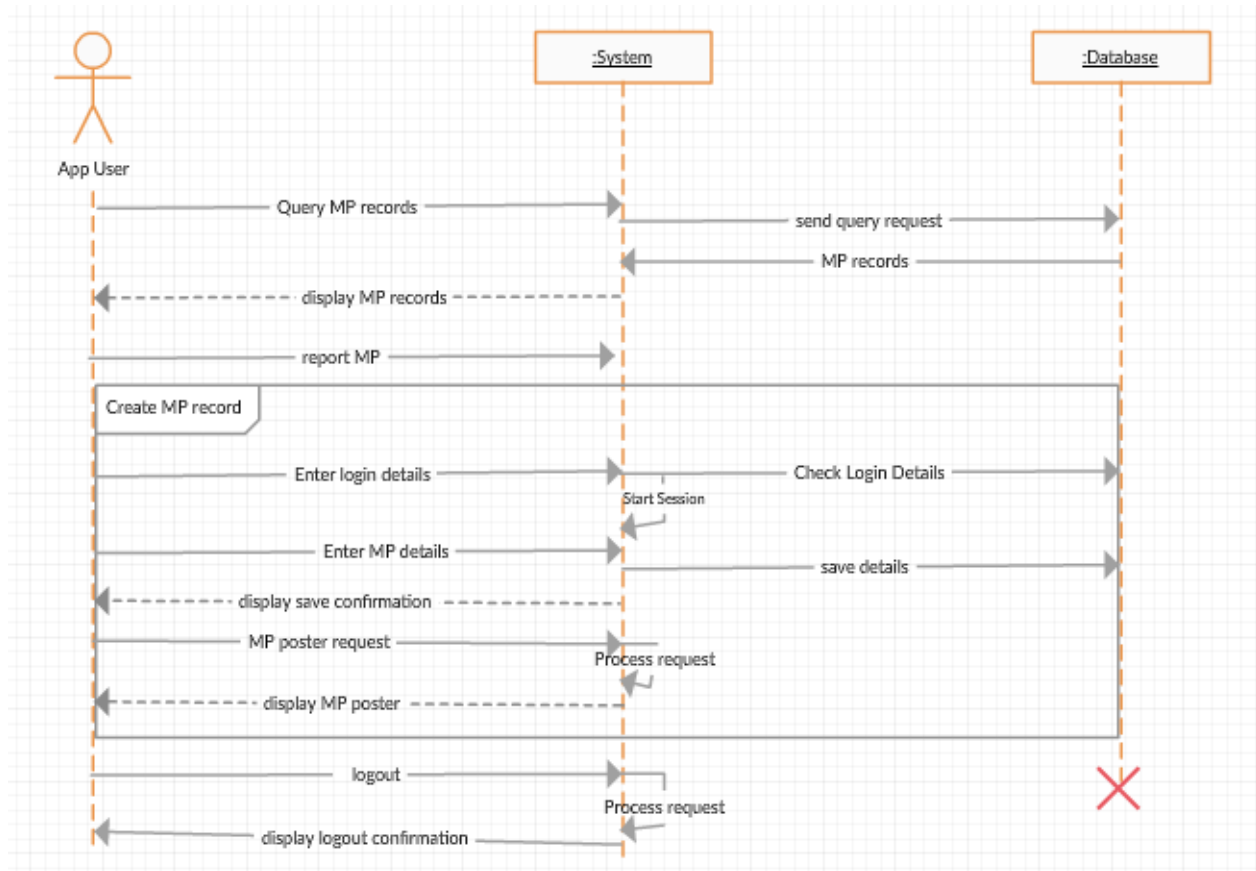 :System
:Database
App User
Query MP records
send query request
MP records
display MP records
report MP
Create MP record
Enter login details
Check Login Details
Start Session
Enter MP details
save details
display save confirmation
MP poster request
Process request
display MP poster
logout
Process request
display logout confirmation